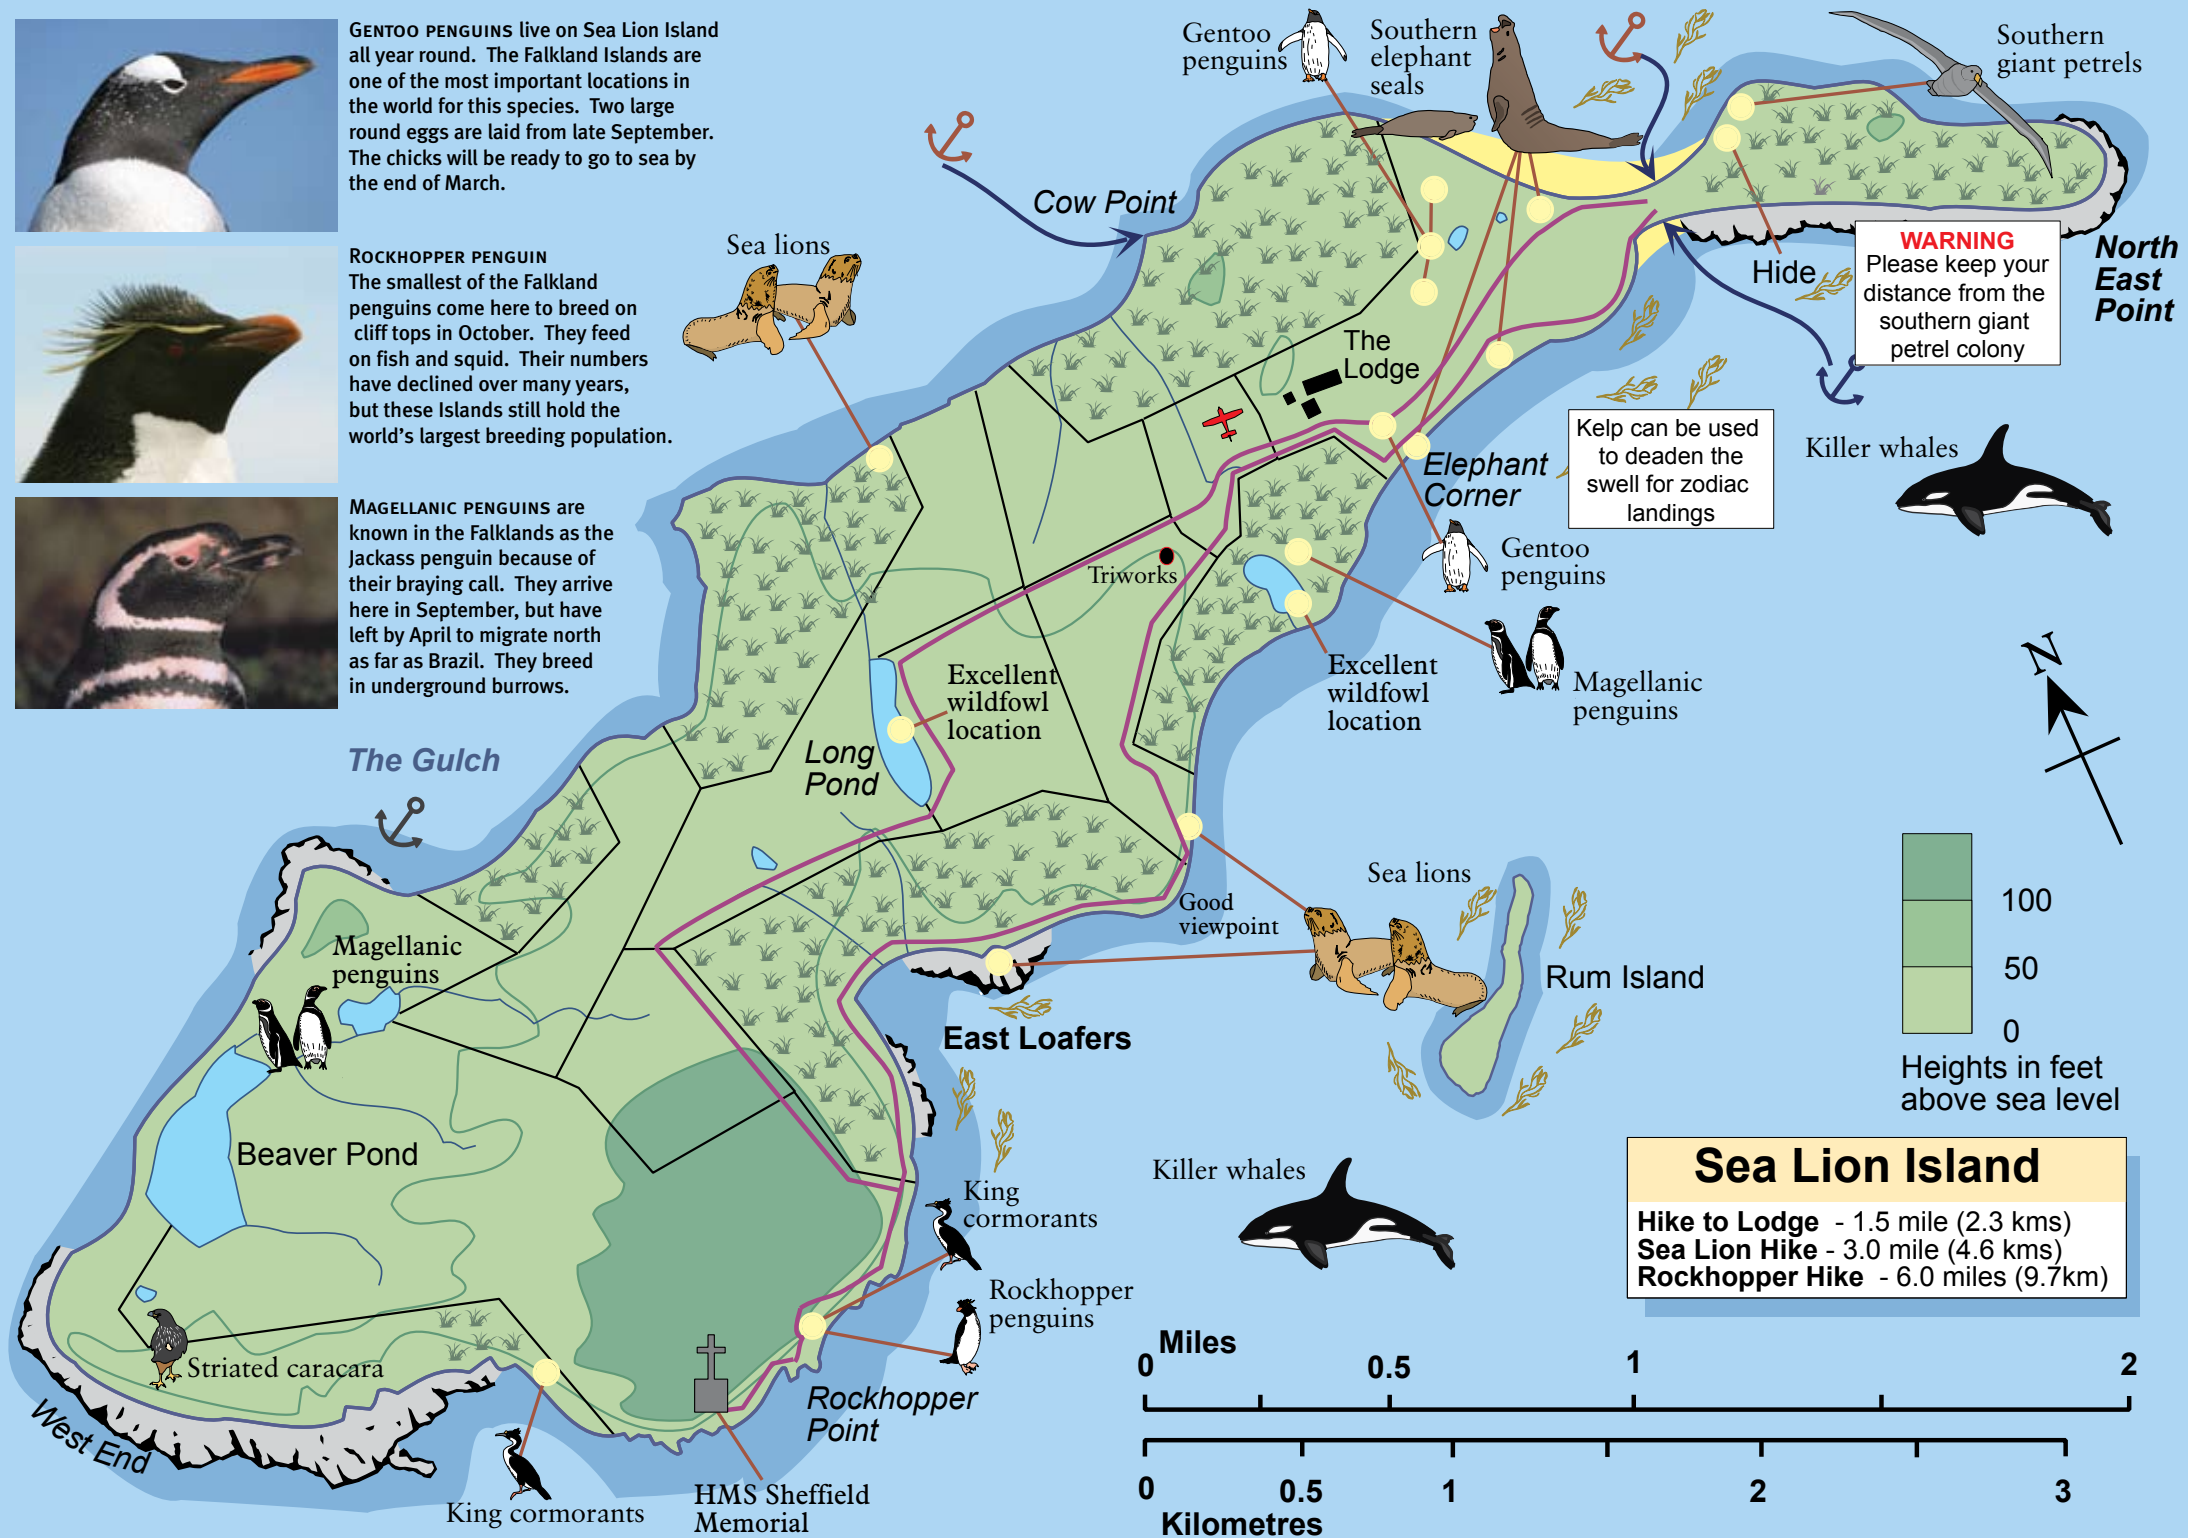 GENTOO PENGUINS live on Sea Lion Island
all year round. The Falkland Islands are
one of the most important locations in
the world for this species. Two large
round eggs are laid from late September.
The chicks will be ready to go to sea by
the end of March.
ROCKHOPPER PENGUIN
The smallest of the Falkland
penguins come here to breed on
cliff tops in October. They feed
on fish and squid. Their numbers
have declined over many years,
but these Islands still hold the
world's largest breeding population.
MAGELLANIC PENGUINS are
known in the Falklands as the
Jackass penguin because of
their braying call. They arrive
here in September, but have
left by April to migrate north
as far as Brazil. They breed
in underground burrows.
Gentoo
penguins
Southern
elephant
seals
Southern
giant petrels
Cow Point
Sea lions
Hide
WARNING
Please keep your
distance from the
southern giant
petrel colony
North
East
Point
The
Lodge
Elephant
Corner
Kelp can be used
to deaden the
swell for zodiac
landings
Killer whales
Gentoo
penguins
Triworks
Magellanic
penguins
Excellent
wildfowl
location
Excellent
wildfowl
location
Long
Pond
The Gulch
N
Sea lions
Good
viewpoint
Rum Island
East Loafers
Magellanic
penguins
Beaver Pond
100
50
0
Heights in feet
above sea level
Killer whales
King
cormorants
Rockhopper
penguins
Rockhopper
Point
Striated caracara
West End
King cormorants
HMS Sheffield
Memorial
Sea Lion Island
Hike to Lodge - 1.5 mile (2.3 kms)
Sea Lion Hike - 3.0 mile (4.6 kms)
Rockhopper Hike - 6.0 miles (9.7km)
Miles
0 0.5 1 2
0 0.5 1 2 3
Kilometres